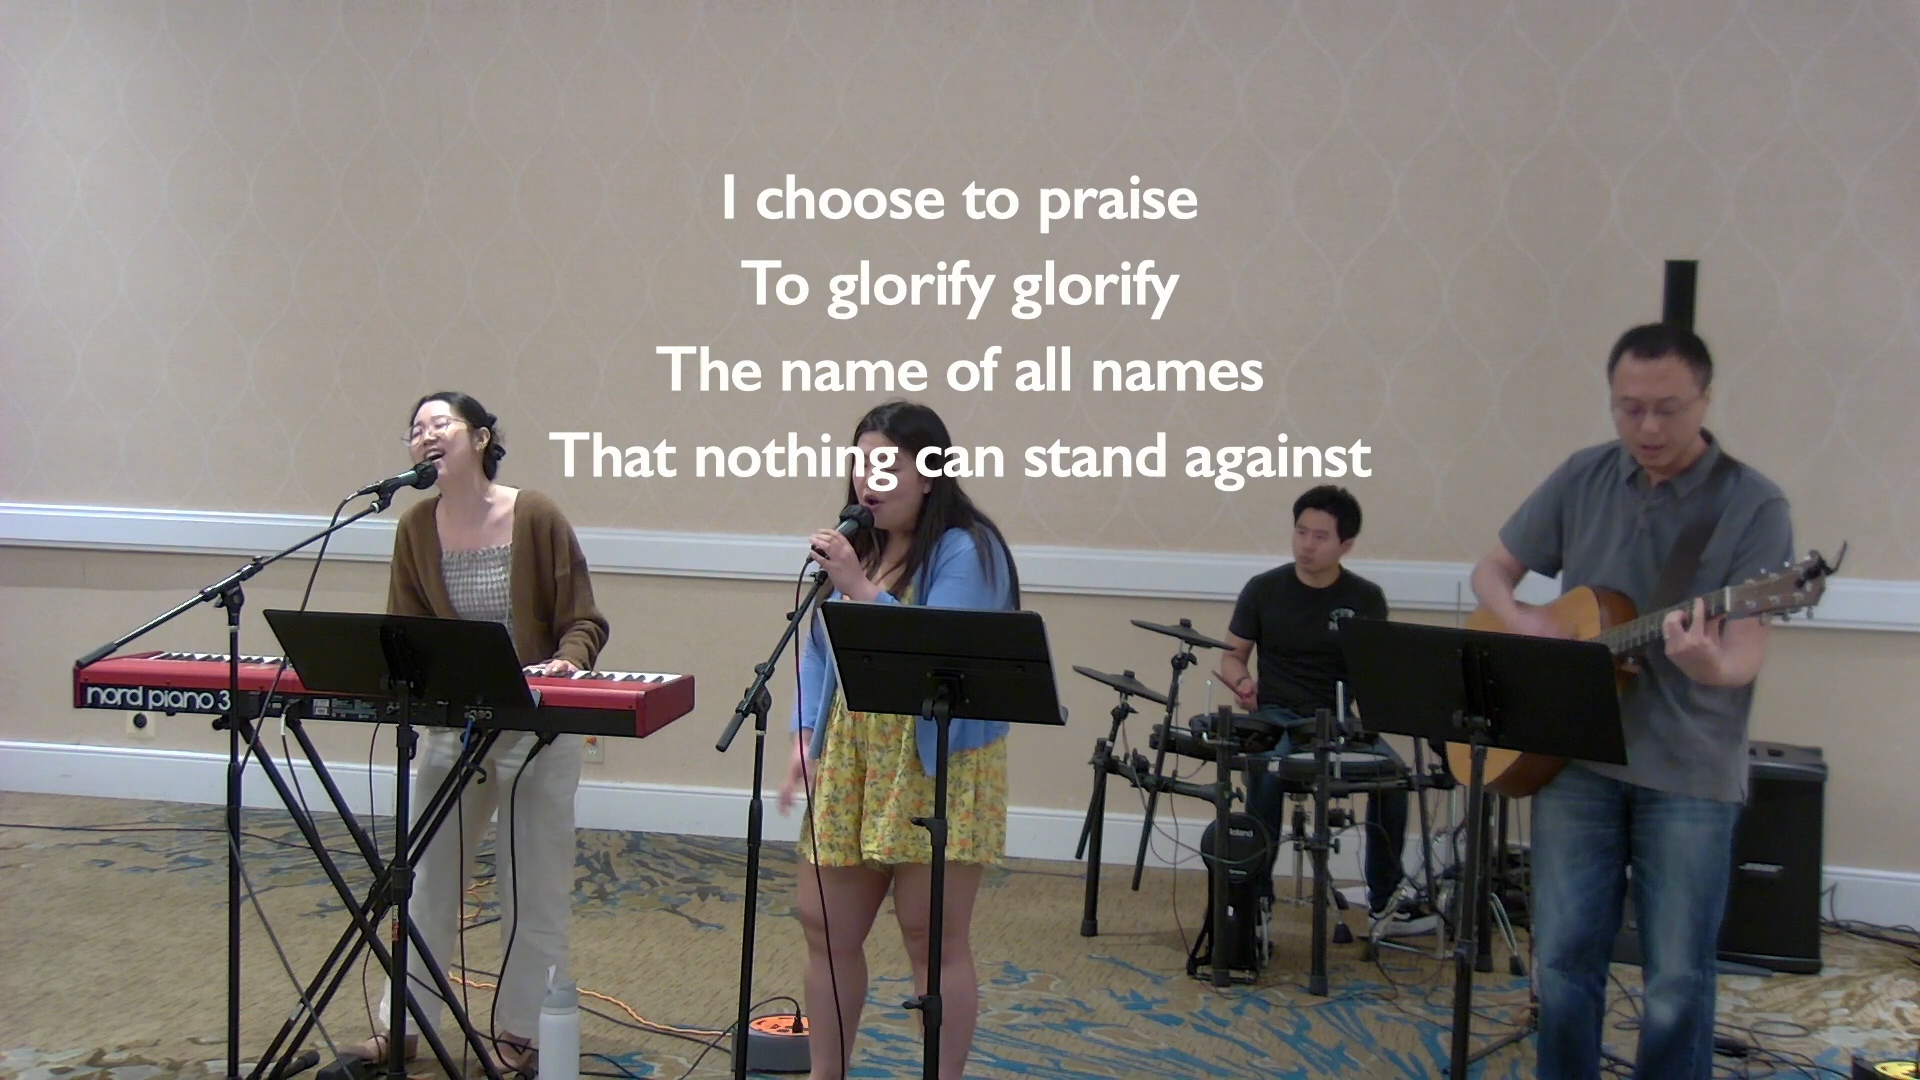 I choose to praise
To glorify glorify
The name of all names
That nothing can stand against
nord piano 3
Roland